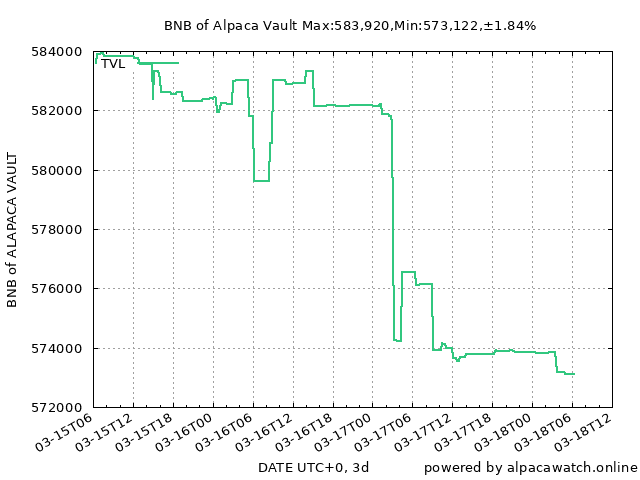 BNB of Alpaca Vault Max:583,920,Min:573,122,±1.84%
584000
TVL
582000
580000
578000
576000
574000
572000
BNB of ALAPACA VAULT
03-15T06
03-15T12
03-15T18
03-16T00
03-16T06
03-16T12
03-16T18
03-17T00
03-17T06
03-17T12
03-17T18
03-18T00
03-18T06
03-18T12
DATE UTC+0, 3d
powered by alpacawatch.online